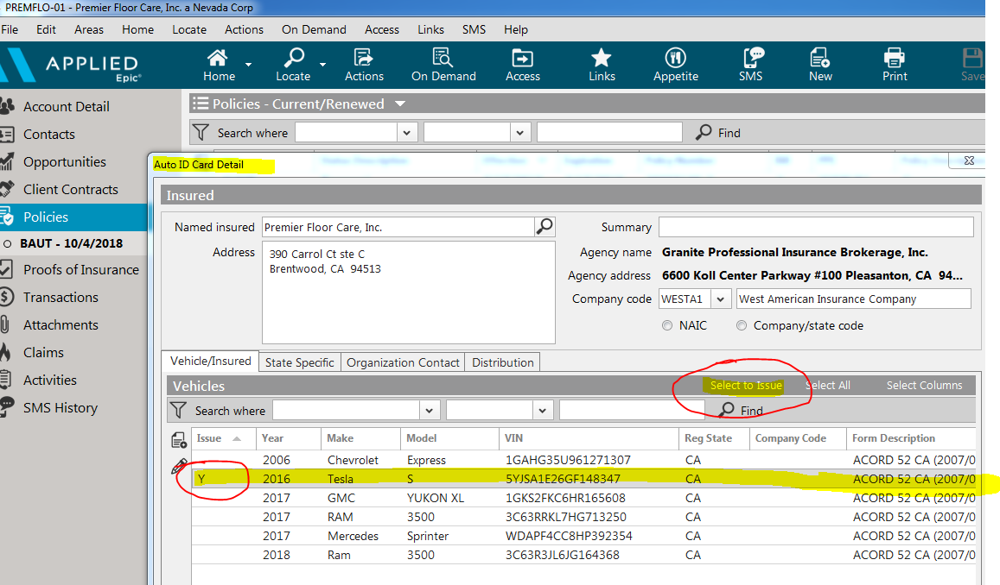 PREMFLO-01 - Premier Floor Care, Inc. a Nevada Corp
File Edit Areas Home Locate Actions On Demand Access Links SMS Help
APPLIED
Epic®
Home Locate Actions On Demand Access Links Appetite SMS New Print Save
Account Detail
Contacts
Opportunities
Client Contracts
Policies
BAUT - 10/4/2018
Proofs of Insurance
Transactions
Attachments
Claims
Activities
SMS History
Policies - Current/Renewed
Search where Find
Auto ID Card Detail
Insured
Named insured Premier Floor Care, Inc.
Address 390 Carrol Ct ste C
Brentwood, CA 94513
Summary
Agency name Granite Professional Insurance Brokerage, Inc.
Agency address 6600 Koll Center Parkway #100 Pleasanton, CA 94...
Company code WESTA1 West American Insurance Company
NAIC Company/state code
Vehicle/Insured State Specific Organization Contact Distribution
Vehicles Select to Issue Select All Select Columns
Search where Find
Issue Year Make Model VIN Reg State Company Code Form Description
2006 Chevrolet Express 1GAHG35U961271307 CA ACORD 52 CA (2007/0
Y 2016 Tesla S 5YJSA1E26GF148347 CA ACORD 52 CA (2007/0
2017 GMC YUKON XL 1GKS2FKC6HR165608 CA ACORD 52 CA (2007/0
2017 RAM 3500 3C63RRKL7HG713250 CA ACORD 52 CA (2007/0
2017 Mercedes Sprinter WDAPF4CC8HP392354 CA ACORD 52 CA (2007/0
2018 Ram 3500 3C63R3JL6JG164368 CA ACORD 52 CA (2007/0